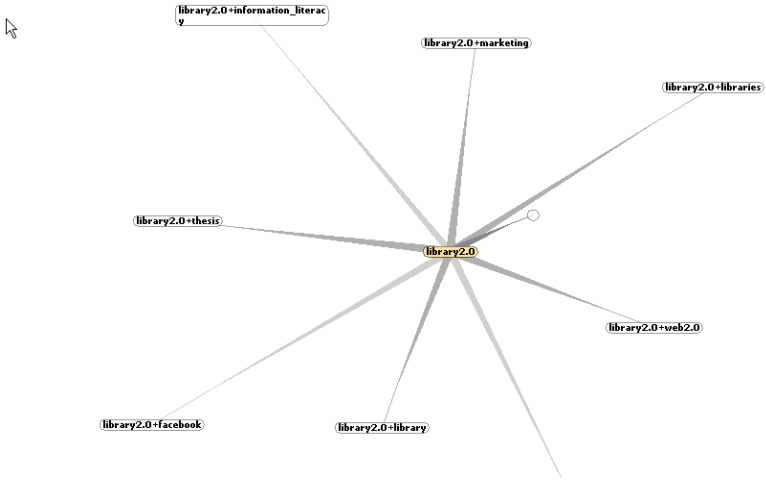 library2.0+information_literac
y
library2.0+marketing
library2.0+libraries
library2.0+thesis
library2.0
library2.0+web2.0
library2.0+facebook
library2.0+library